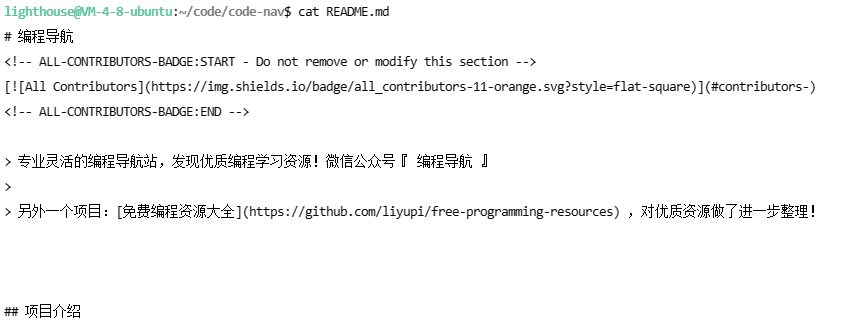 lighthouse@VM-4-8-ubuntu:~/code/code-nav$ cat README.md
# 编程导航
<!-- ALL-CONTRIBUTORS-BADGE:START - Do not remove or modify this section -->
[![All Contributors](https://img.shields.io/badge/all_contributors-11-orange.svg?style=flat-square)](#contributors-)
<!-- ALL-CONTRIBUTORS-BADGE:END -->
> 专业灵活的编程导航站，发现优质编程学习资源！微信公众号『 编程导航 』
>
> 另外一个项目：[免费编程资源大全](https://github.com/liyupi/free-programming-resources) ，对优质资源做了进一步整理！
## 项目介绍